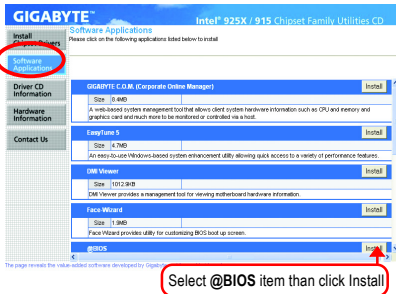 GIGABYTE™
Intel® 925X / 915 Chipset Family Utilities CD
Install
Chipset Drivers
Software Applications
Please click on the following applications listed below to install
Software
Applications
Driver CD
Information
Hardware
Information
Contact Us
GIGABYTE C.O.M. (Corporate Online Manager)
Install
Size 8.4MB
A web-based system management tool that allows client system hardware information such as CPU and memory and
graphics card and much more to be monitored or controlled via a host.
EasyTune 5
Install
Size 4.7MB
An easy-to-use Windows-based system enhancement utility allowing quick access to a variety of performance features.
DMI Viewer
Install
Size 1012.9KB
DMI Viewer provides a management tool for viewing motherboard hardware information.
Face-Wizard
Install
Size 1.9MB
Face Wizard provides utility for customizing BIOS boot up screen.
@BIOS
Install
The page reveals the value-added software developed by
Select @BIOS item than click Install